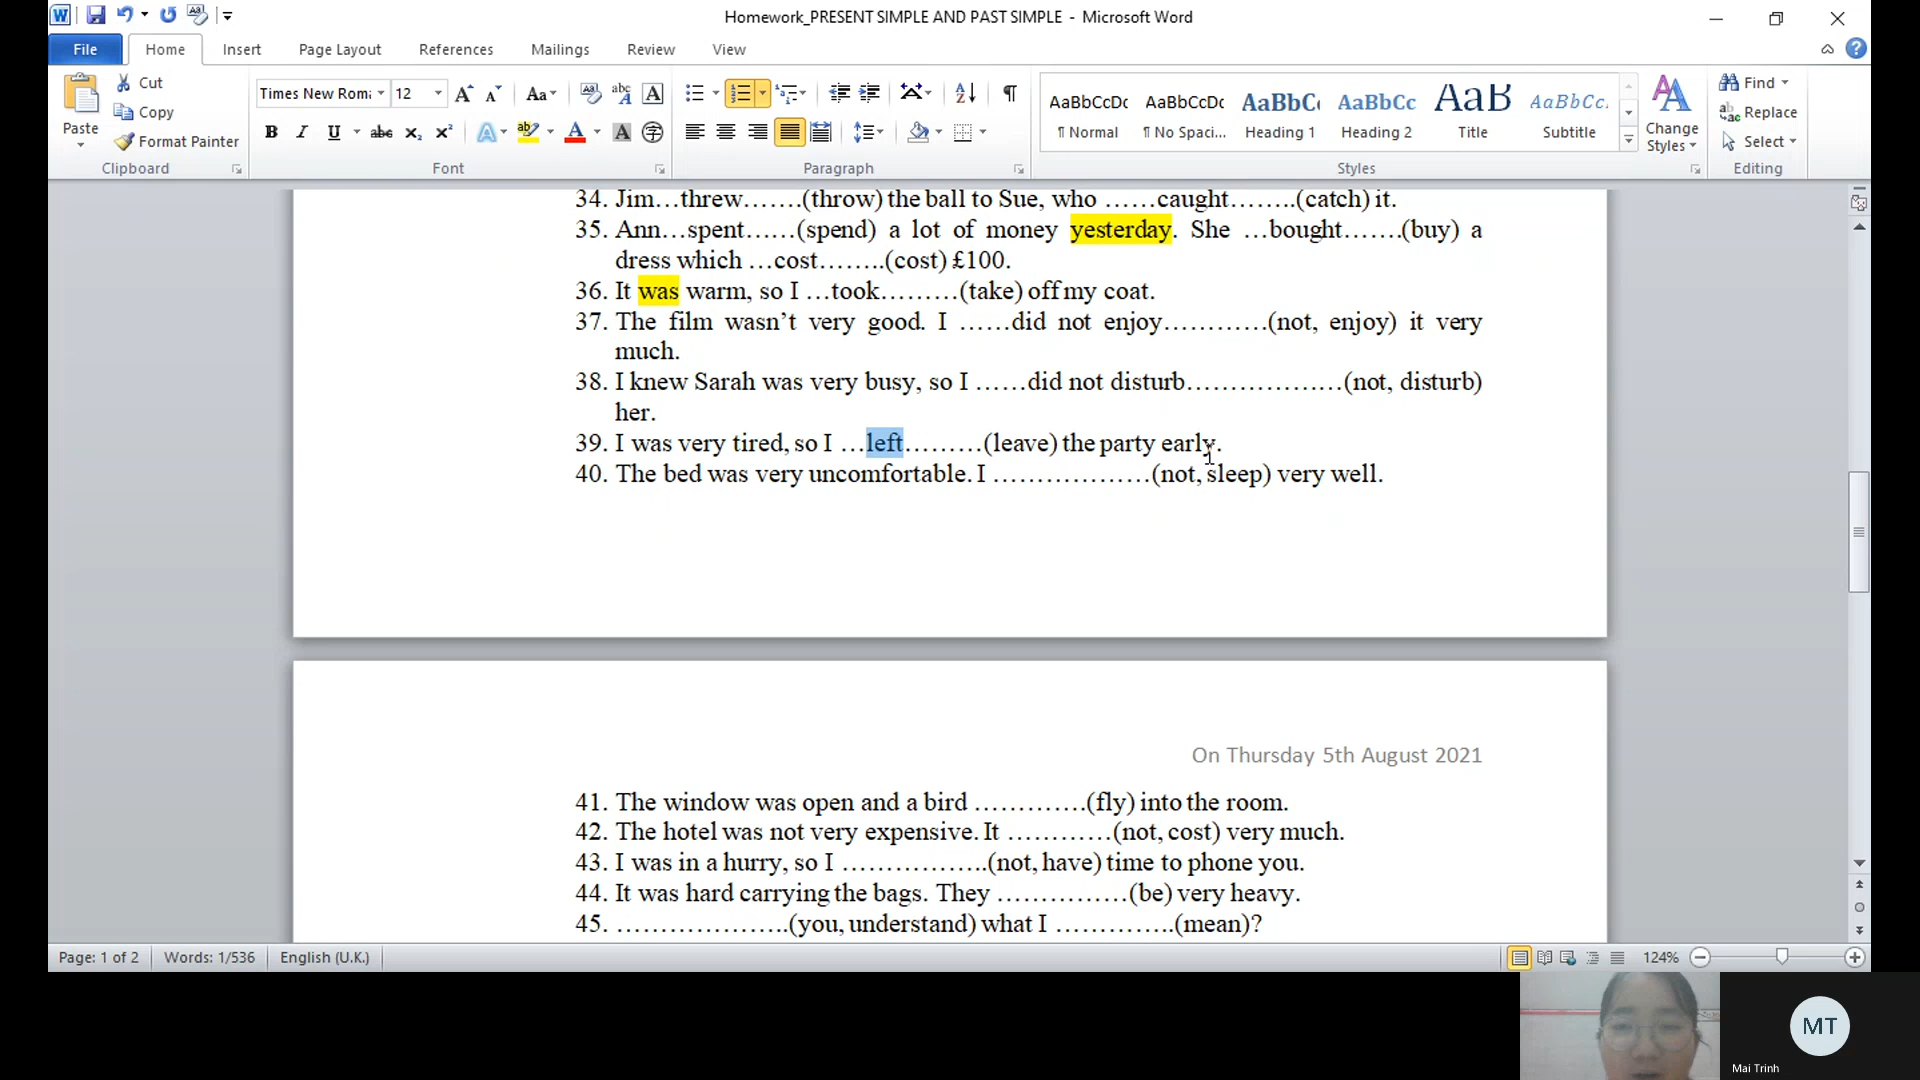 Homework_PRESENT SIMPLE AND PAST SIMPLE - Microsoft Word
File Home Insert Page Layout References Mailings Review View
Paste
Cut
Copy
Format Painter
Clipboard
Times New Roma 12
Font
Paragraph
AaBbCcDc AaBbCcDc AaBbC AaBbCc AaB AaBbCc.
¶ Normal ¶ No Spaci... Heading 1 Heading 2 Title Subtitle
Styles
Change Styles
Find
Replace
Select
Editing
34. Jim…threw…….(throw) the ball to Sue, who ……caught……..(catch) it.
35. Ann…spent……(spend) a lot of money yesterday. She …bought…….(buy) a
dress which …cost……..(cost) £100.
36. It was warm, so I …took………(take) off my coat.
37. The film wasn’t very good. I ……did not enjoy…………(not, enjoy) it very
much.
38. I knew Sarah was very busy, so I ……did not disturb………………(not, disturb)
her.
39. I was very tired, so I …left………(leave) the party early.
40. The bed was very uncomfortable. I ………………(not, sleep) very well.
On Thursday 5th August 2021
41. The window was open and a bird ………….(fly) into the room.
42. The hotel was not very expensive. It …………(not, cost) very much.
43. I was in a hurry, so I ……………..(not, have) time to phone you.
44. It was hard carrying the bags. They ……………(be) very heavy.
45. ………………..(you, understand) what I …………..(mean)?
Page: 1 of 2 Words: 1/536 English (U.K.) 124%
MT
Mai Trinh